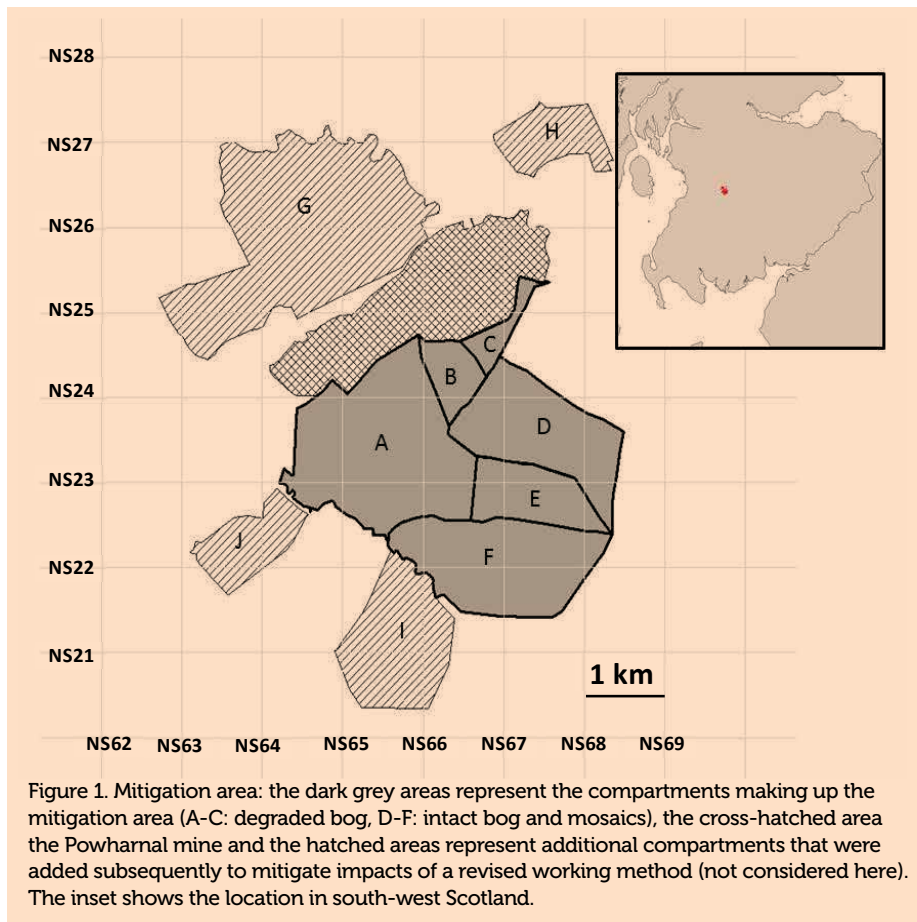 NS28
NS27
NS26
NS25
NS24
NS23
NS22
NS21
H
G
C
B
D
A
E
J
F
I
1 km
NS62 NS63 NS64 NS65 NS66 NS67 NS68 NS69
Figure 1. Mitigation area: the dark grey areas represent the compartments making up the
mitigation area (A-C: degraded bog, D-F: intact bog and mosaics), the cross-hatched area
the Powharnal mine and the hatched areas represent additional compartments that were
added subsequently to mitigate impacts of a revised working method (not considered here).
The inset shows the location in south-west Scotland.